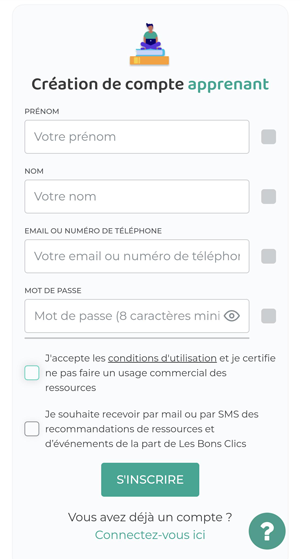 Création de compte apprenant
PRÉNOM
Votre prénom
NOM
Votre nom
EMAIL OU NUMÉRO DE TÉLÉPHONE
Votre email ou numéro de téléphon
MOT DE PASSE
Mot de passe (8 caractères mini
J'accepte les conditions d'utilisation et je certifie
ne pas faire un usage commercial des
ressources
Je souhaite recevoir par mail ou par SMS des
recommandations de ressources et
d'événements de la part de Les Bons Clics
S'INSCRIRE
Vous avez déjà un compte ?
Connectez-vous ici
?